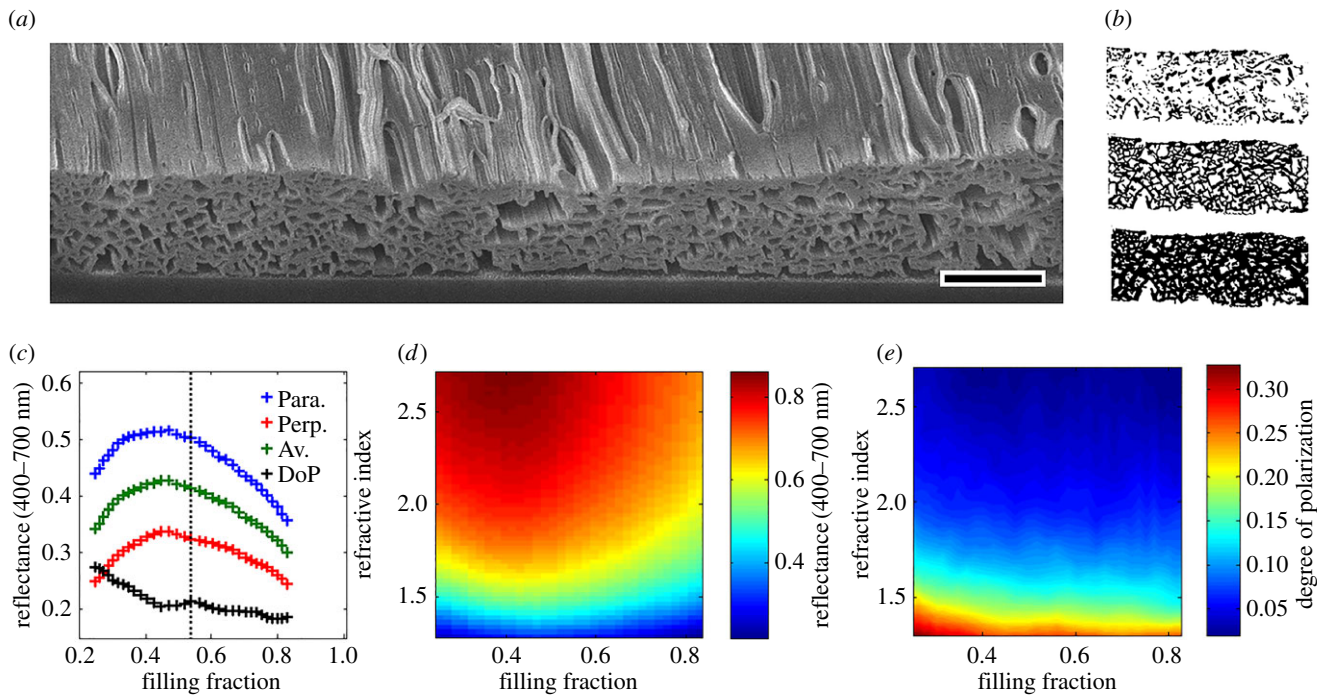 (a)
(b)
(c)
(d)
(e)
reflectance (400–700 nm)
0.6
0.5
0.4
0.3
0.2
Para.
Perp.
Av.
DoP
0.2 0.4 0.6 0.8 1.0
filling fraction
refractive index
2.5
2.0
1.5
0.4 0.6 0.8
filling fraction
0.8
0.6
0.4
reflectance (400–700 nm)
refractive index
2.5
2.0
1.5
0.4 0.6 0.8
filling fraction
0.30
0.25
0.20
0.15
0.10
0.05
degree of polarization